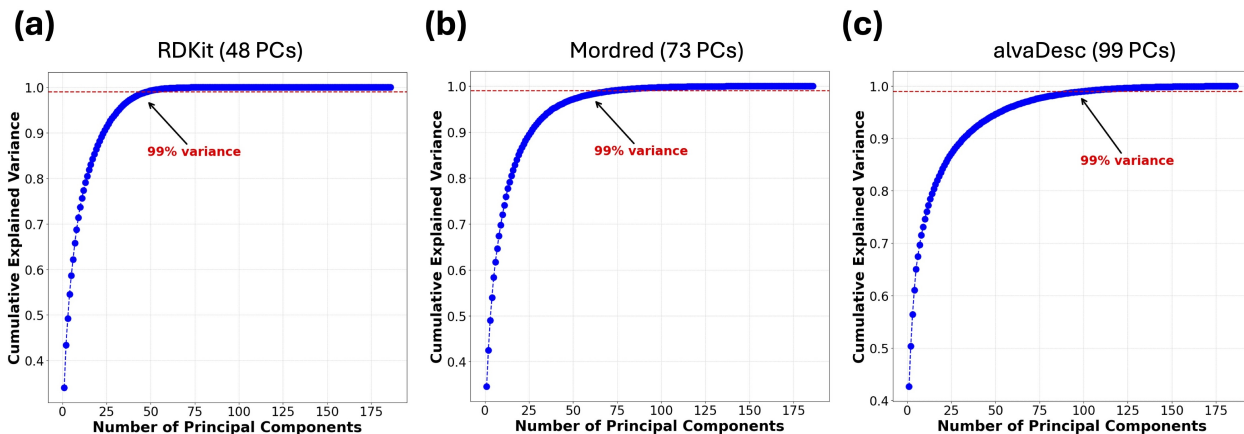 (a)
RDKit (48 PCs)
1.0
0.9
0.8
0.7
0.6
0.5
0.4
Cumulative Explained Variance
99% variance
0 25 50 75 100 125 150 175
Number of Principal Components
(b)
Mordred (73 PCs)
1.0
0.9
0.8
0.7
0.6
0.5
0.4
Cumulative Explained Variance
99% variance
0 25 50 75 100 125 150 175
Number of Principal Components
(c)
alvaDesc (99 PCs)
1.0
0.9
0.8
0.7
0.6
0.5
0.4
Cumulative Explained Variance
99% variance
0 25 50 75 100 125 150 175
Number of Principal Components